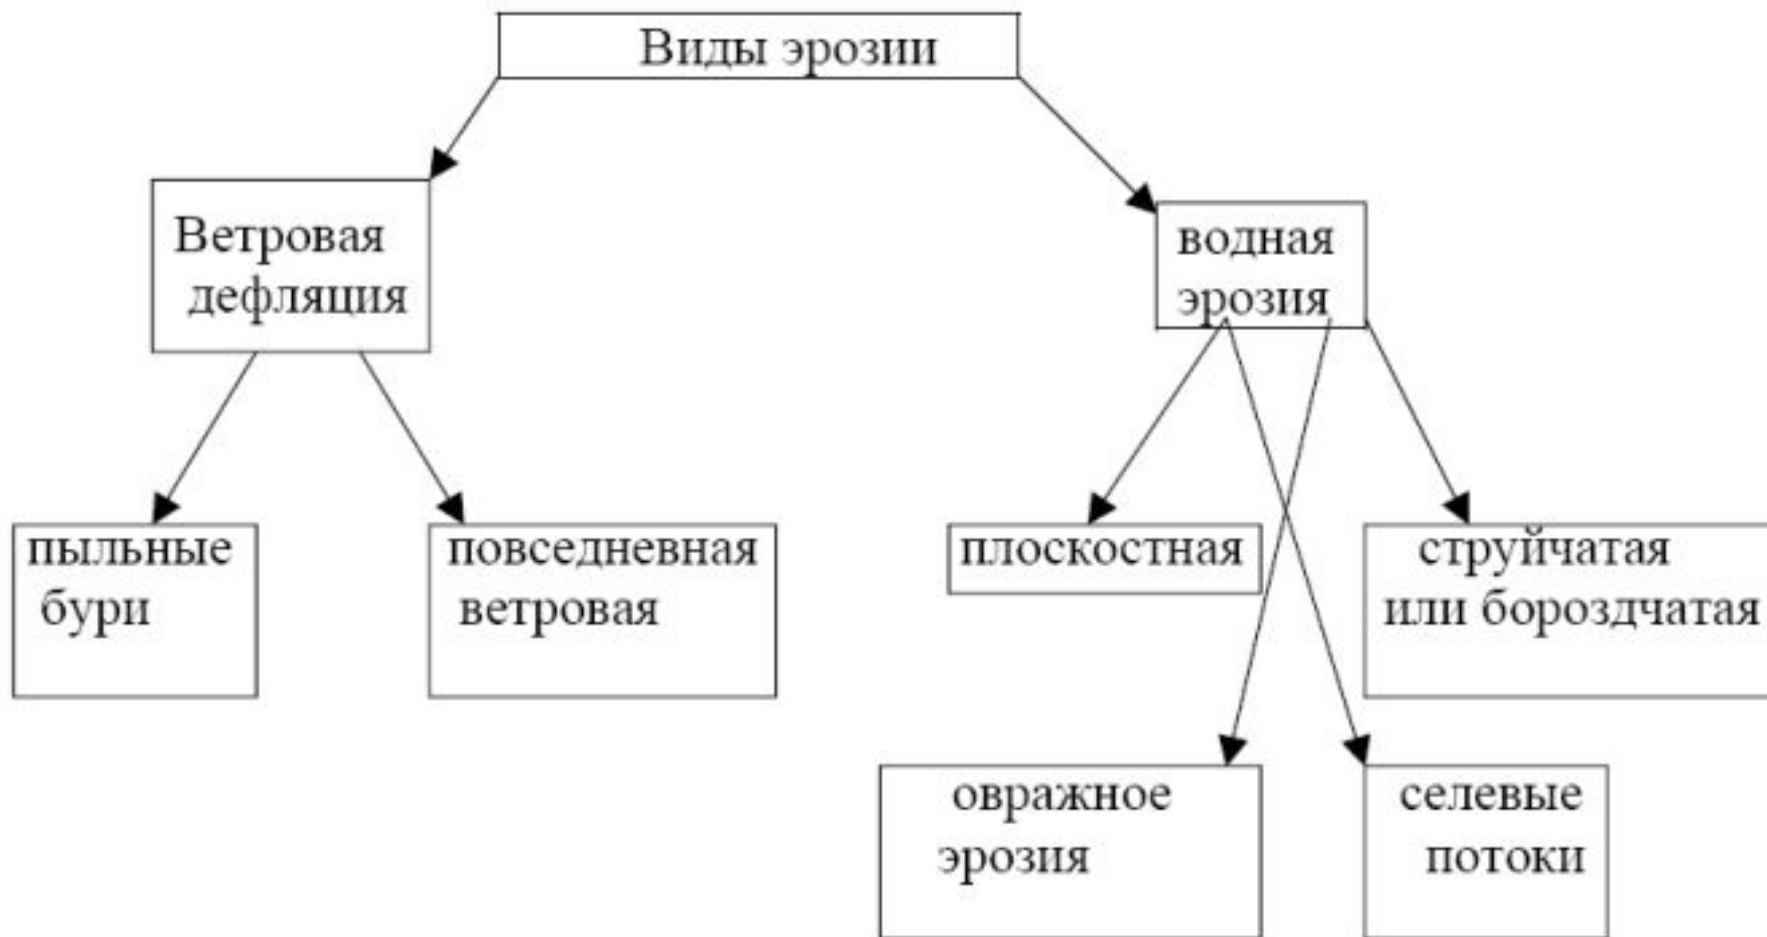 Виды эрозии
Ветровая
дефляция
водная
эрозия
пыльные
бури
повседневная
ветровая
плоскостная
струйчатая
или бороздчатая
овражное
эрозия
селевые
потоки